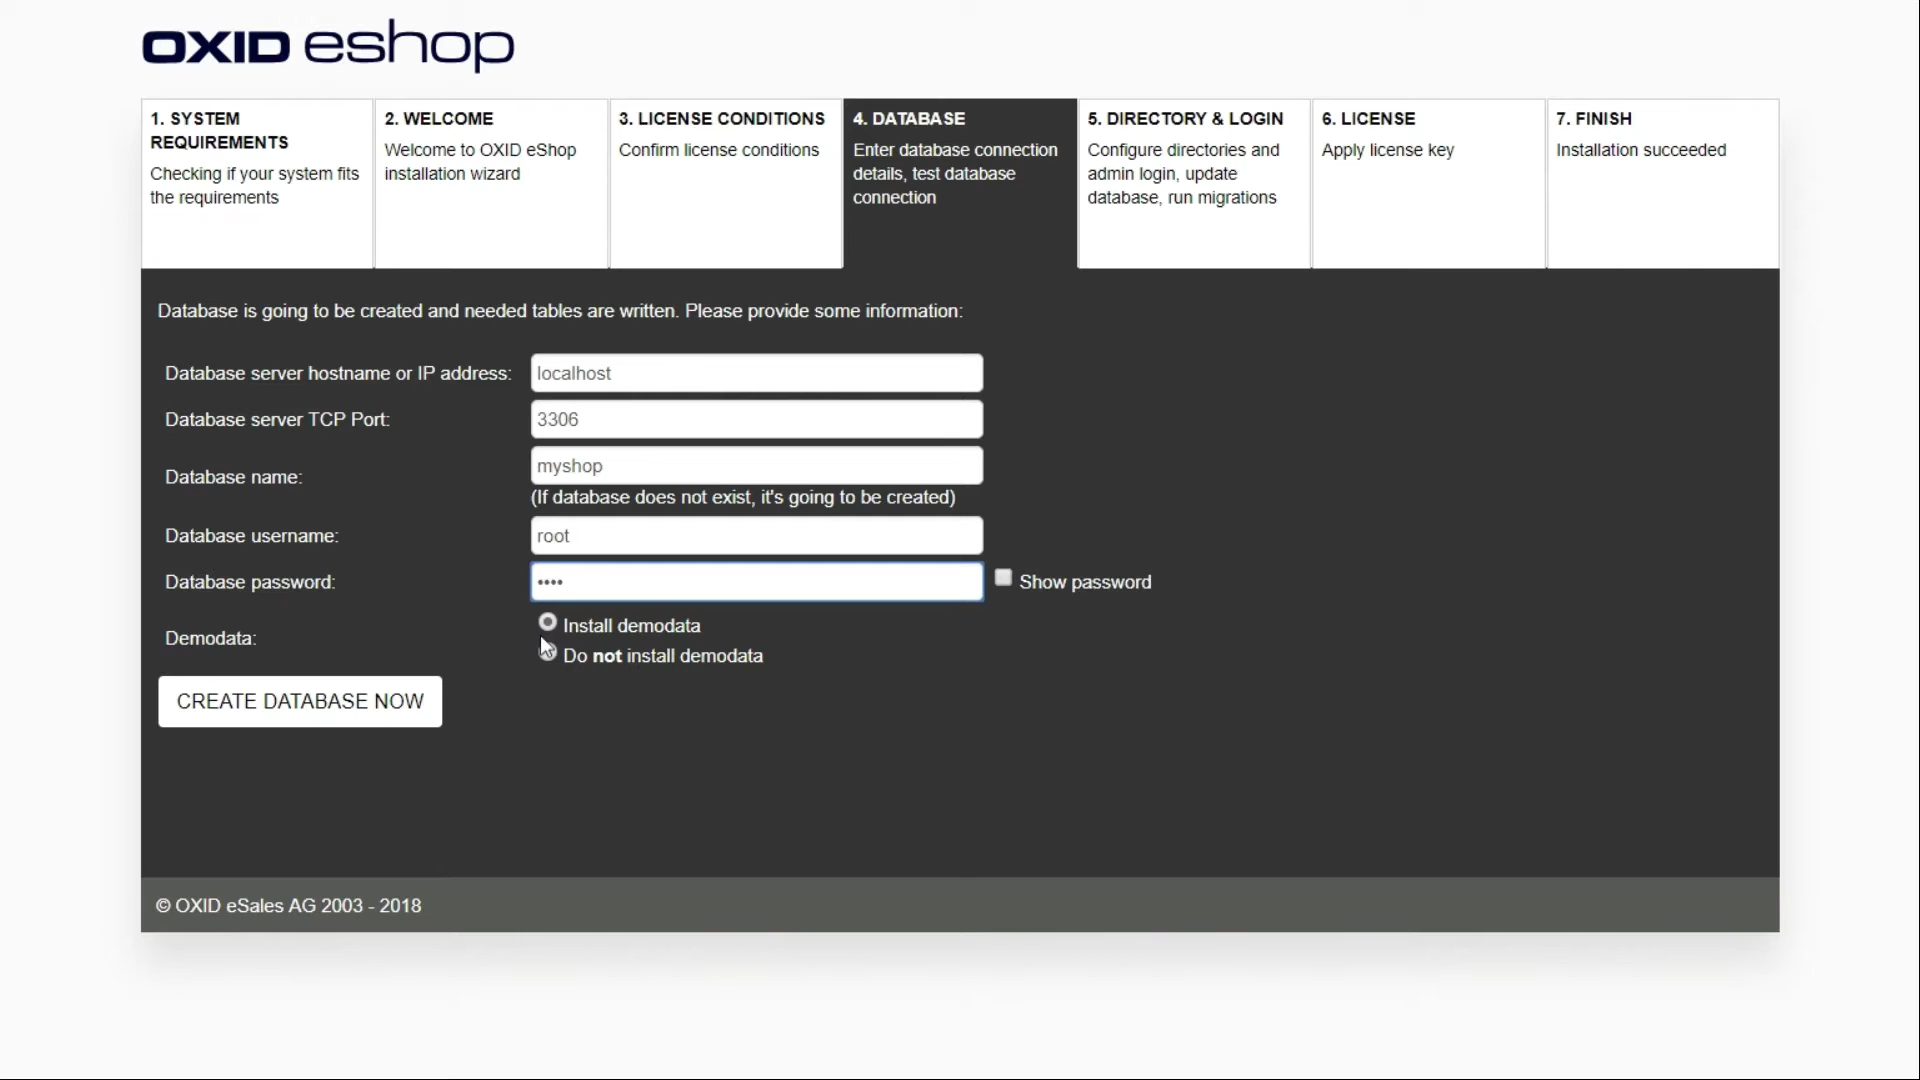 OXID eshop
1. SYSTEM
REQUIREMENTS
Checking if your system fits
the requirements
2. WELCOME
Welcome to OXID eShop
installation wizard
3. LICENSE CONDITIONS
Confirm license conditions
4. DATABASE
Enter database connection
details, test database
connection
5. DIRECTORY & LOGIN
Configure directories and
admin login, update
database, run migrations
6. LICENSE
Apply license key
7. FINISH
Installation succeeded
Database is going to be created and needed tables are written. Please provide some information:
Database server hostname or IP address: localhost
Database server TCP Port: 3306
Database name: myshop
(If database does not exist, it's going to be created)
Database username: root
Database password: •••• Show password
Demodata: Install demodata
Do not install demodata
CREATE DATABASE NOW
© OXID eSales AG 2003 - 2018